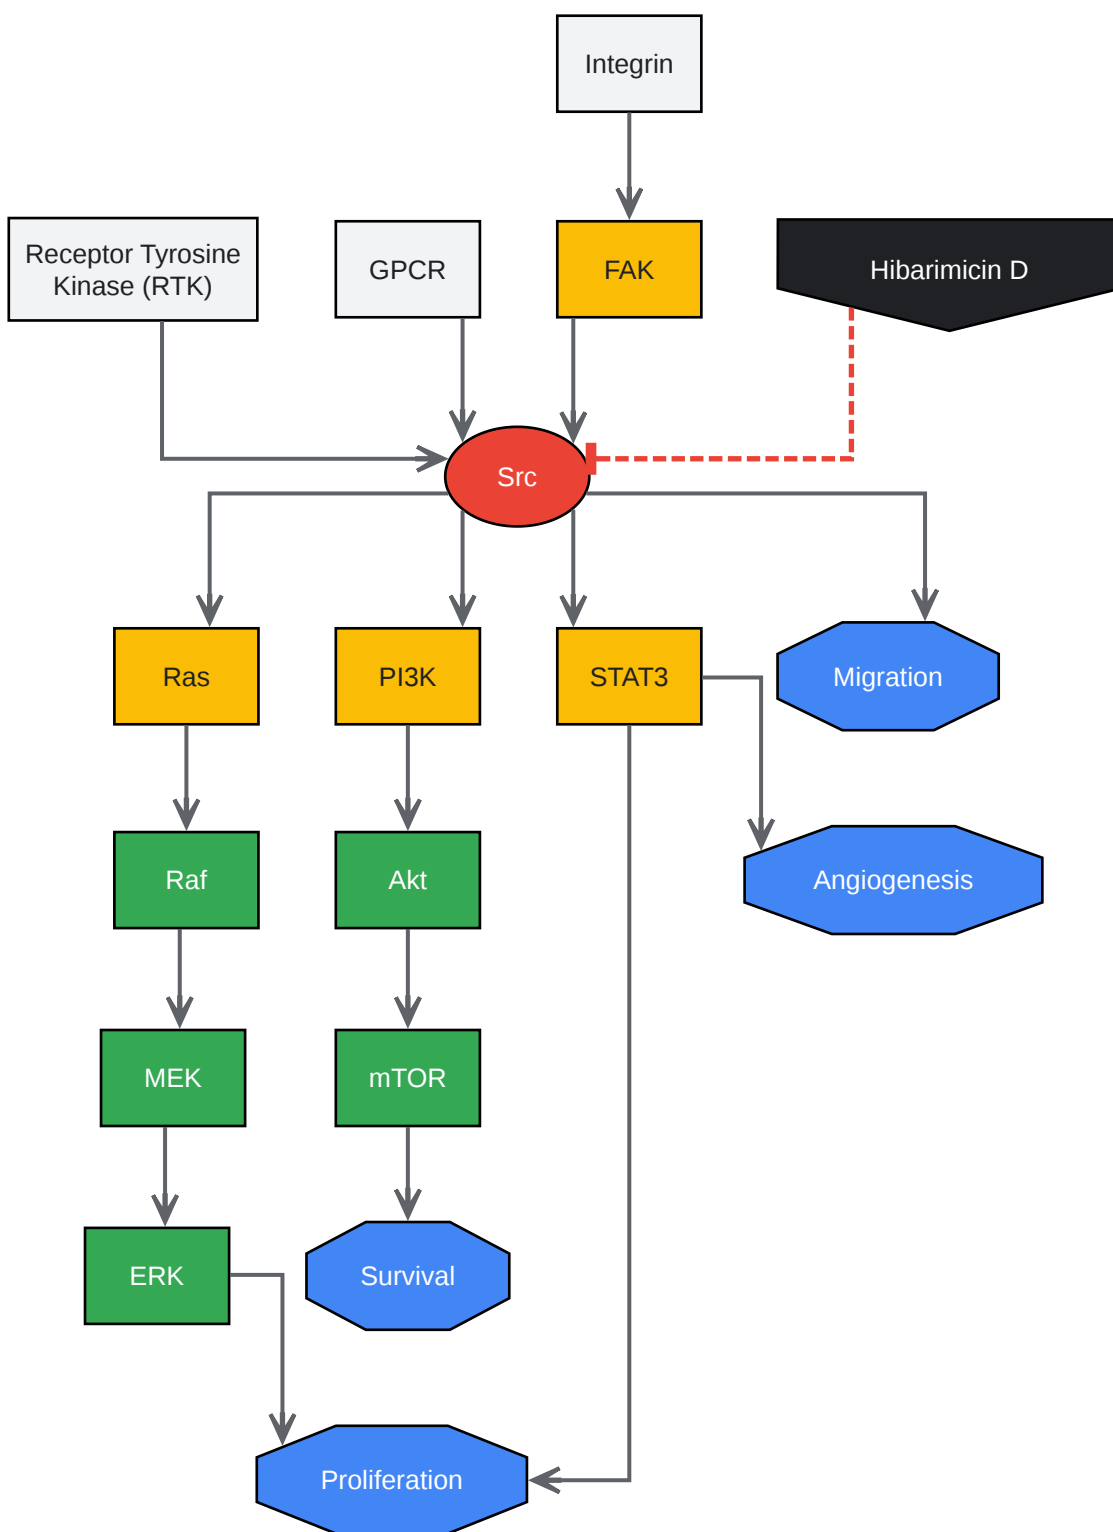 Integrin
Receptor Tyrosine
Kinase (RTK)
GPCR
FAK
Hibarimicin D
Src
Ras
PI3K
STAT3
Migration
Raf
Akt
Angiogenesis
MEK
mTOR
ERK
Survival
Proliferation